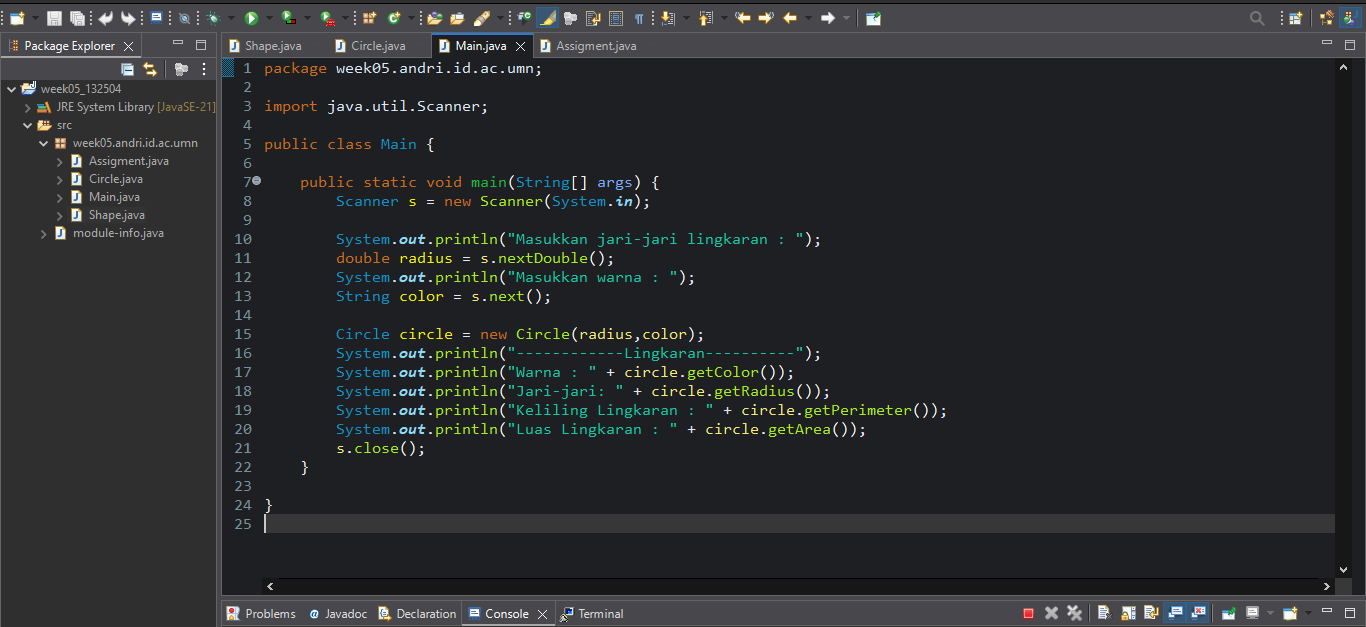 Package Explorer
week05_132504
JRE System Library [JavaSE-21]
src
week05.andri.id.ac.umn
Assigment.java
Circle.java
Main.java
Shape.java
module-info.java
Shape.java Circle.java Main.java Assigment.java
1 package week05.andri.id.ac.umn;
2
3 import java.util.Scanner;
4
5 public class Main {
6
7 public static void main(String[] args) {
8 Scanner s = new Scanner(System.in);
9
10 System.out.println("Masukkan jari-jari lingkaran : ");
11 double radius = s.nextDouble();
12 System.out.println("Masukkan warna : ");
13 String color = s.next();
14
15 Circle circle = new Circle(radius,color);
16 System.out.println("------------Lingkaran----------");
17 System.out.println("Warna : " + circle.getColor());
18 System.out.println("Jari-jari: " + circle.getRadius());
19 System.out.println("Keliling Lingkaran : " + circle.getPerimeter());
20 System.out.println("Luas Lingkaran : " + circle.getArea());
21 s.close();
22 }
23
24 }
25
Problems Javadoc Declaration Console Terminal